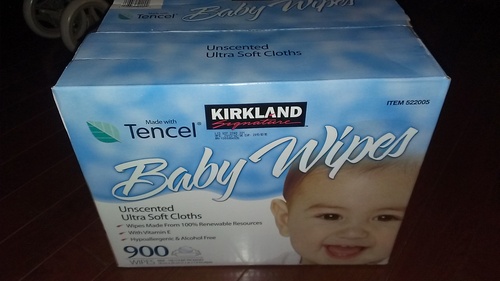 Tencel® Baby Wipes
Unscented
Ultra Soft Cloths
KIRKLAND
Signature
ITEM 522005
Made with
Tencel®
Baby Wipes
Unscented
Ultra Soft Cloths
Wipes Made From 100% Renewable Resources
With Vitamin E
Hypoallergenic & Alcohol Free
900
WIPES